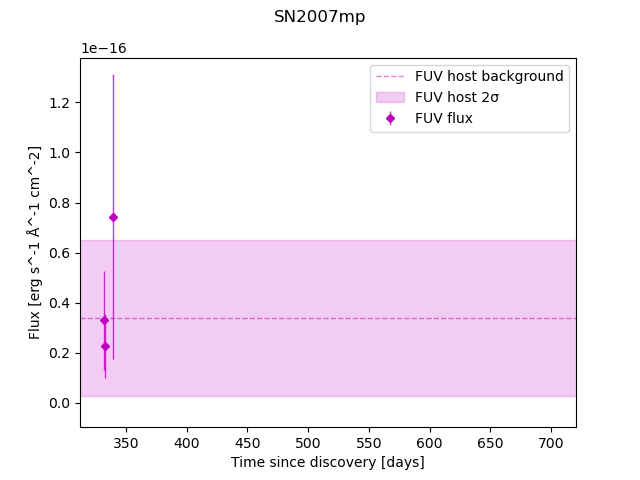 SN2007mp
1e−16
FUV host background
FUV host 2σ
FUV flux
1.2
1.0
0.8
0.6
0.4
0.2
0.0
Flux [erg s^-1 Å^-1 cm^-2]
350 400 450 500 550 600 650 700
Time since discovery [days]